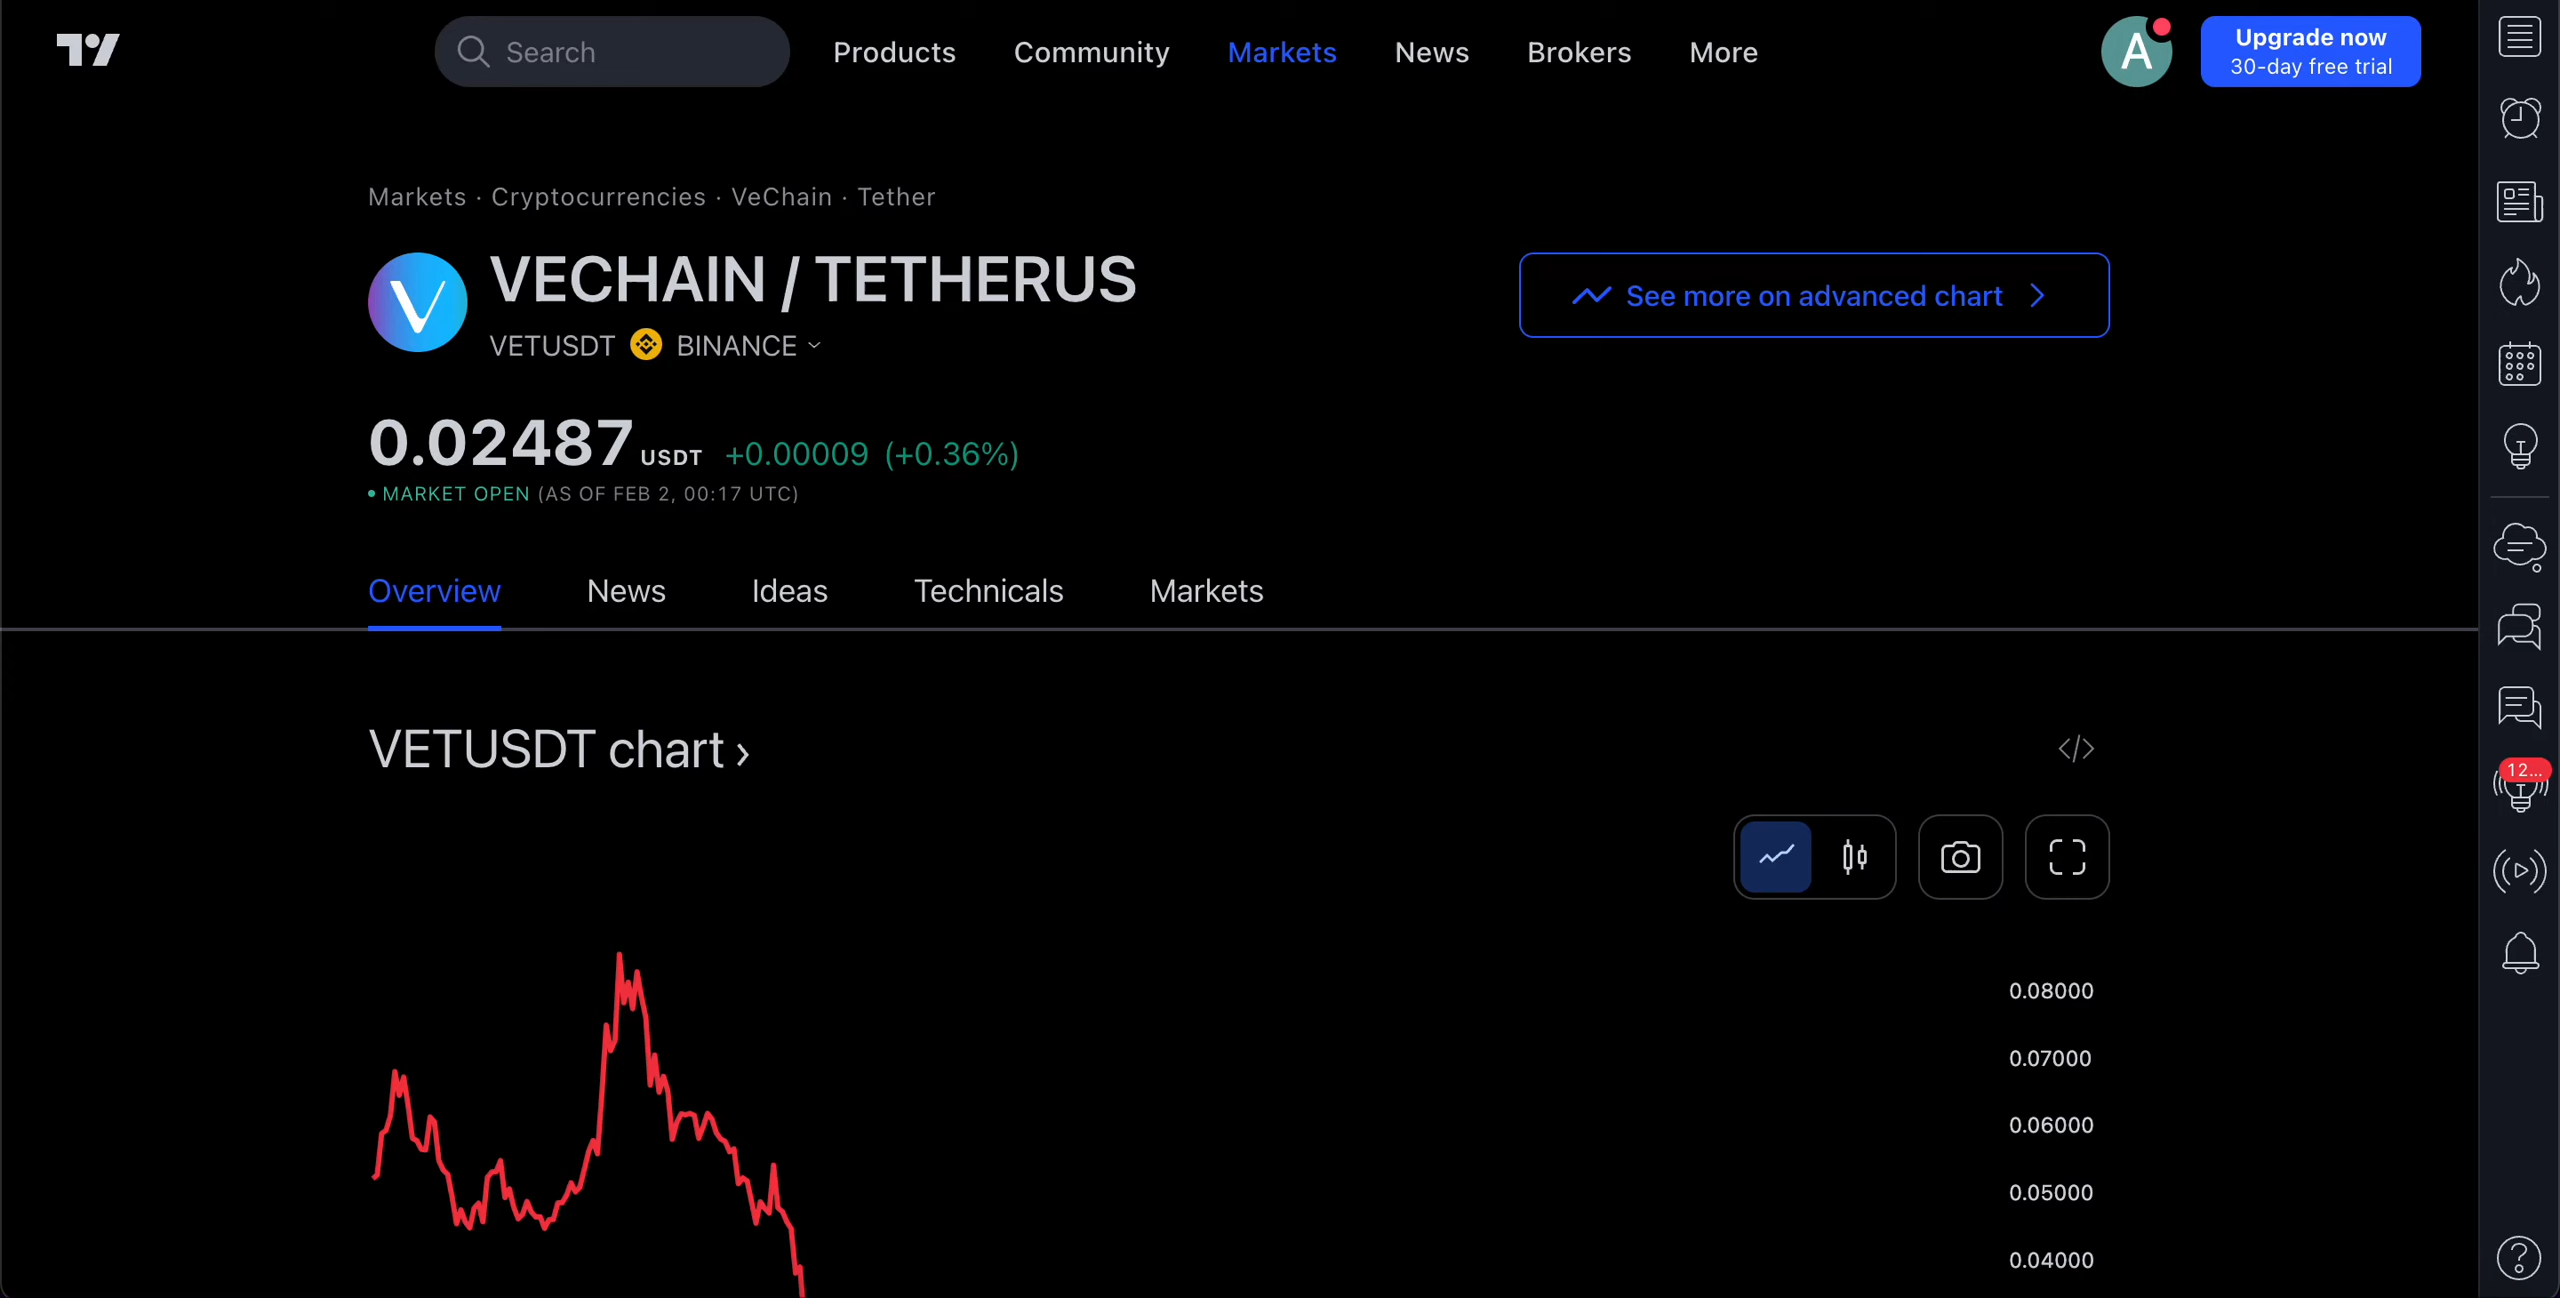 Search
Products
Community
Markets
News
Brokers
More
A
Upgrade now
30-day free trial
Markets · Cryptocurrencies · VeChain · Tether
VECHAIN / TETHERUS
VETUSDT BINANCE
See more on advanced chart
0.02487 USDT +0.00009 (+0.36%)
• MARKET OPEN (AS OF FEB 2, 00:17 UTC)
Overview
News
Ideas
Technicals
Markets
VETUSDT chart ›
12...
0.08000
0.07000
0.06000
0.05000
0.04000